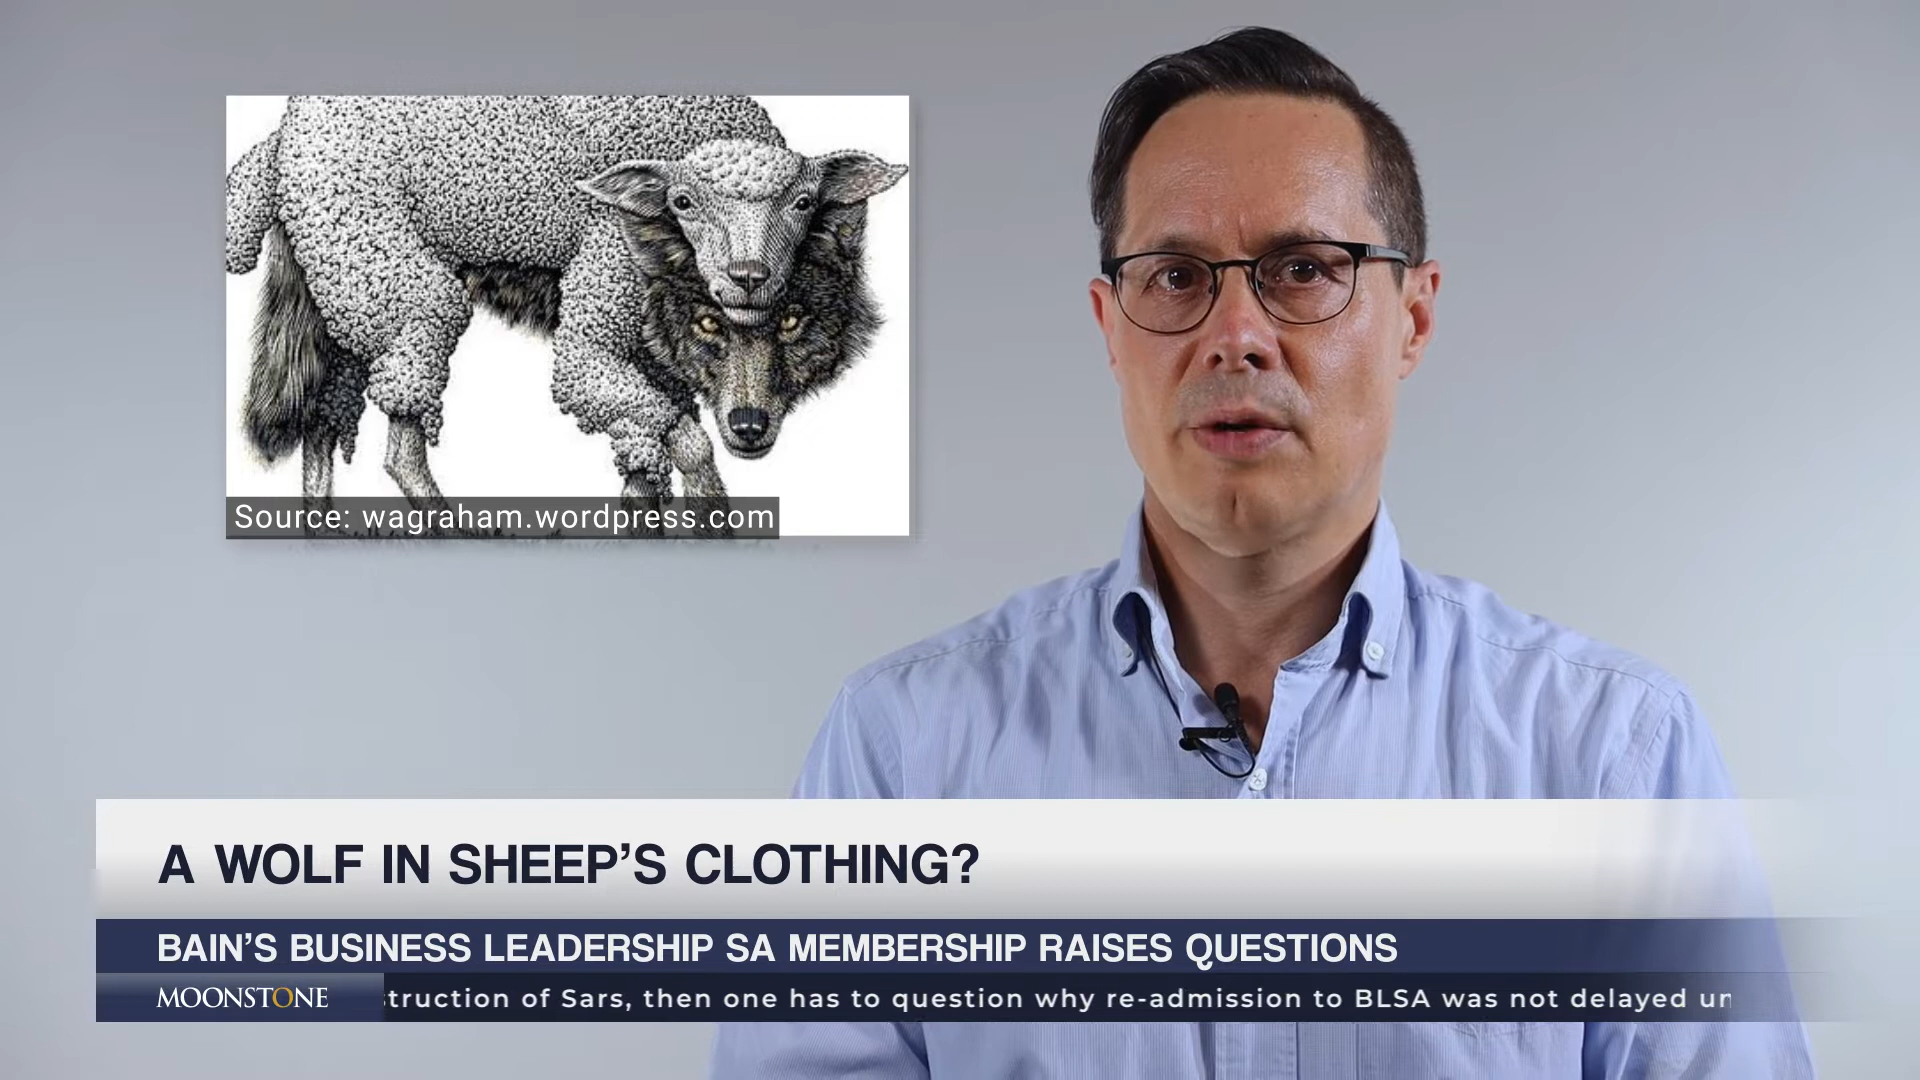 Source: wagraham.wordpress.com
A WOLF IN SHEEP’S CLOTHING?
BAIN’S BUSINESS LEADERSHIP SA MEMBERSHIP RAISES QUESTIONS
MOONSTONE
struction of Sars, then one has to question why re-admission to BLSA was not delayed un